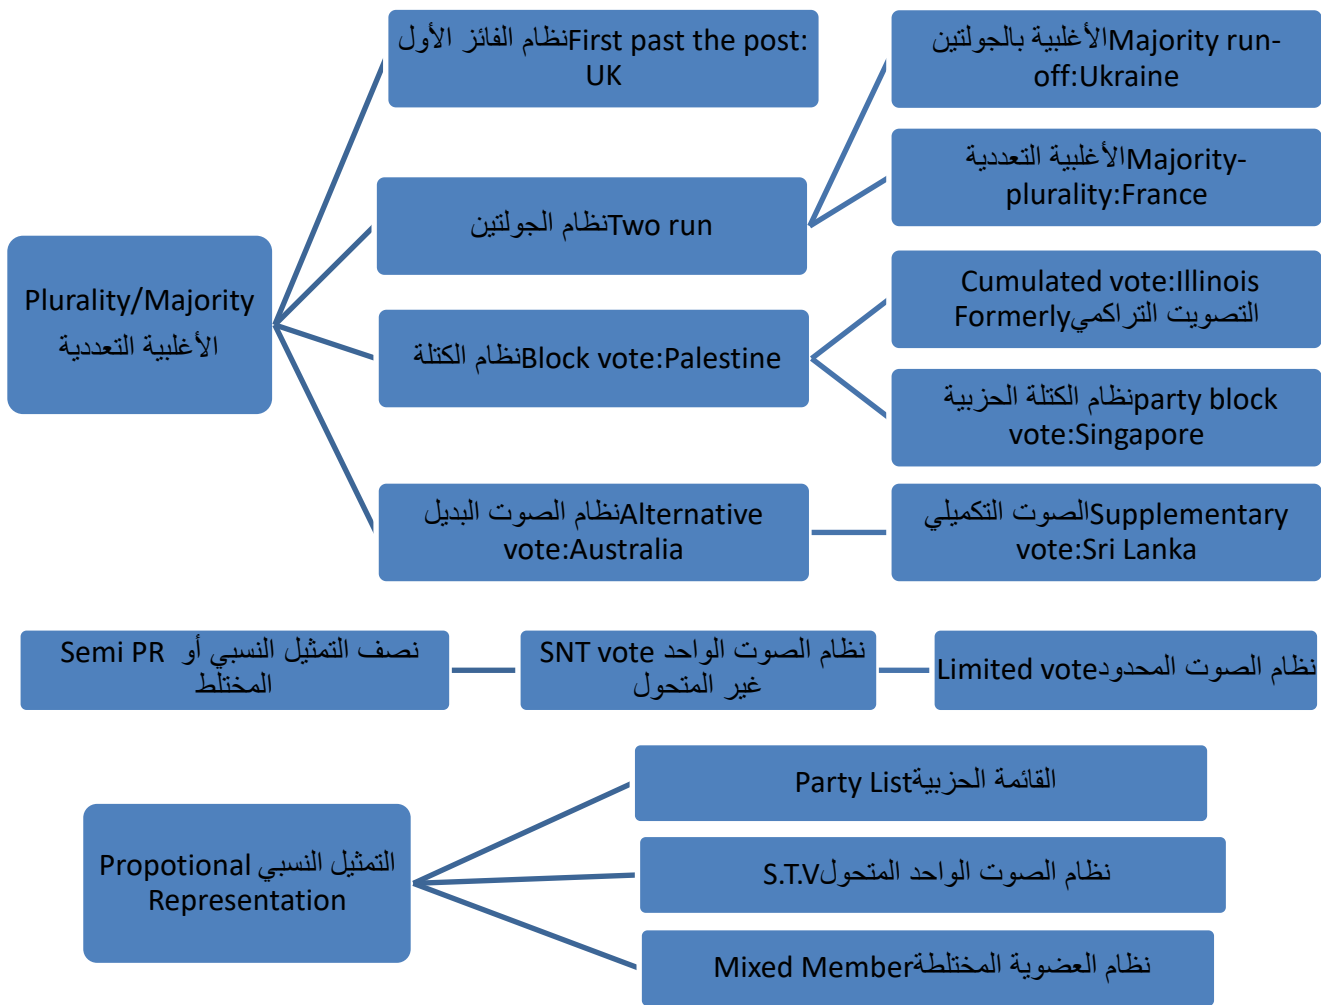 نظام الفائز الأولFirst past the post:
UK
الأغلبية بالجولتينMajority run-
off:Ukraine
الأغلبية التعدديةMajority-
plurality:France
نظام الجولتينTwo run
Plurality/Majority
الأغلبية التعددية
Cumulated vote:Illinois
التصويت التراكميFormerly
نظام الكتلةBlock vote:Palestine
نظام الكتلة الحزبيةparty block
vote:Singapore
نظام الصوت البديلAlternative
vote:Australia
الصوت التكميليSupplementary
vote:Sri Lanka
نصف التمثيل النسبي أو Semi PR
المختلط
نظام الصوت الواحد SNT vote
غير المتحول
نظام الصوت المحدودLimited vote
القائمة الحزبيةParty List
التمثيل النسبي Propotional
Representation
نظام الصوت الواحد المتحولS.T.V
نظام العضوية المختلطةMixed Member